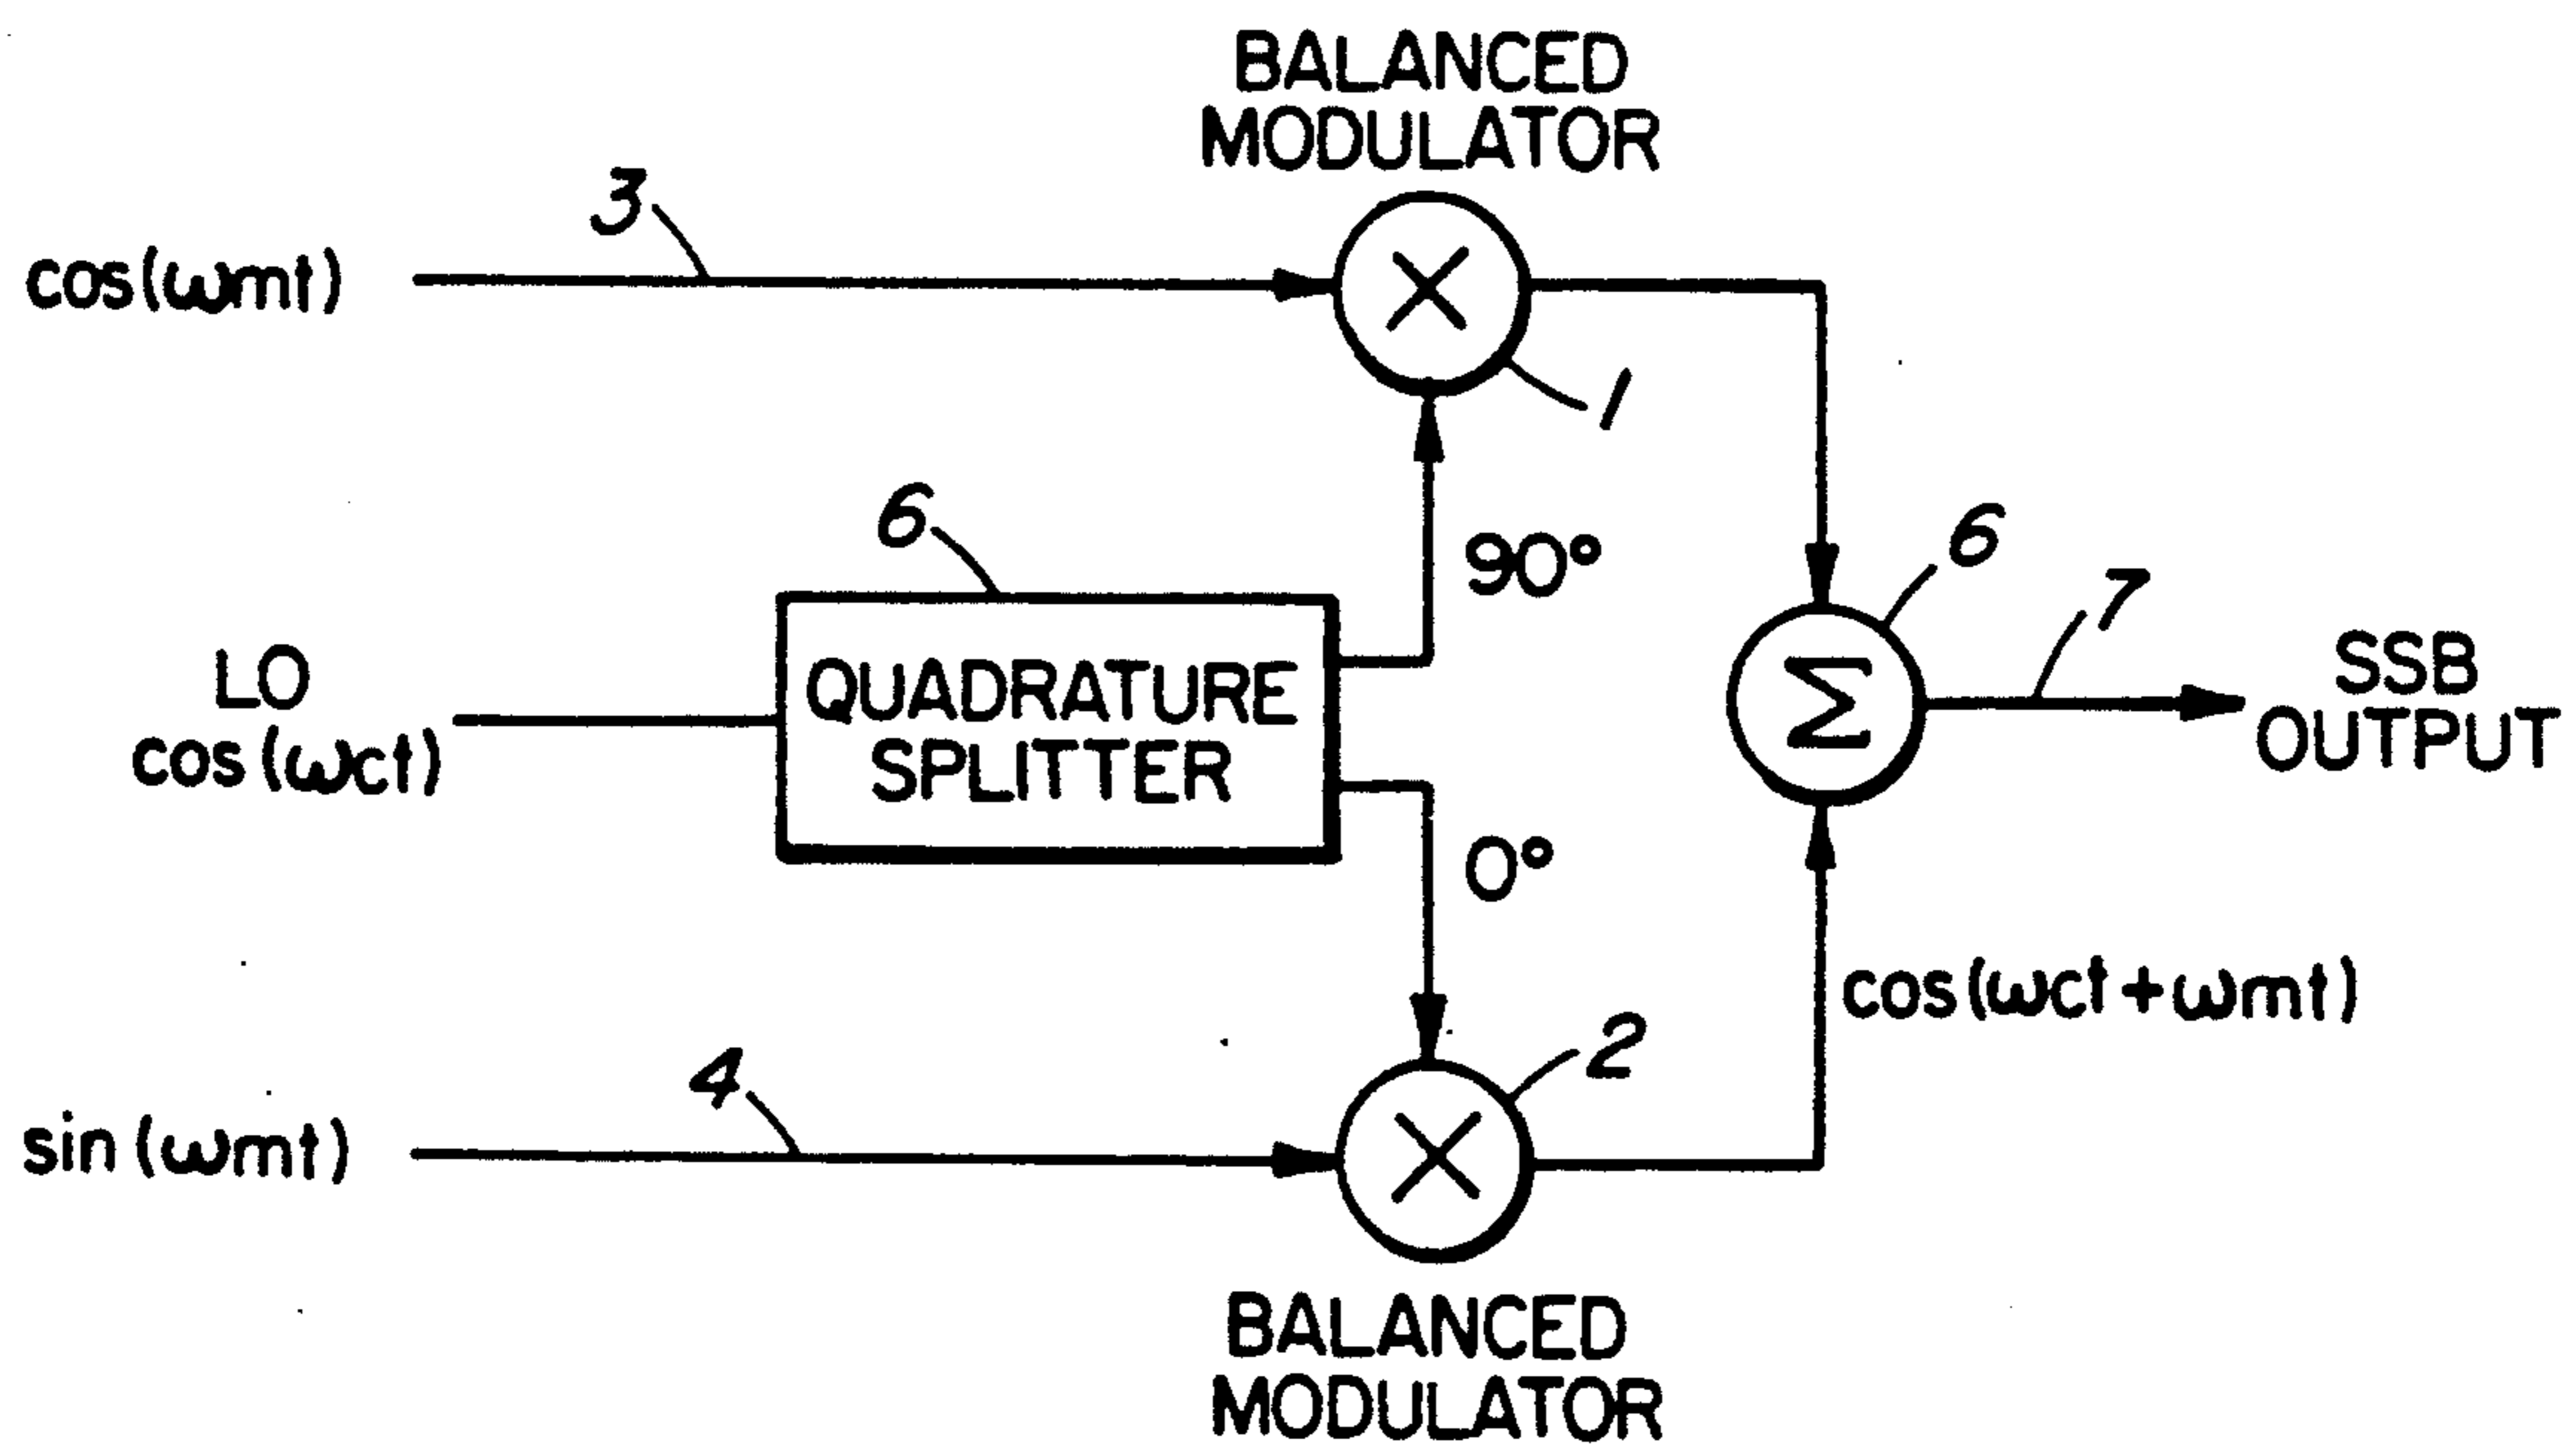 BALANCED
MODULATOR
3
cos(ωmt)
1
6
90°
6
7
LO
cos(ωct)
QUADRATURE
SPLITTER
Σ
SSB
OUTPUT
0°
cos(ωct+ωmt)
2
4
sin(ωmt)
BALANCED
MODULATOR